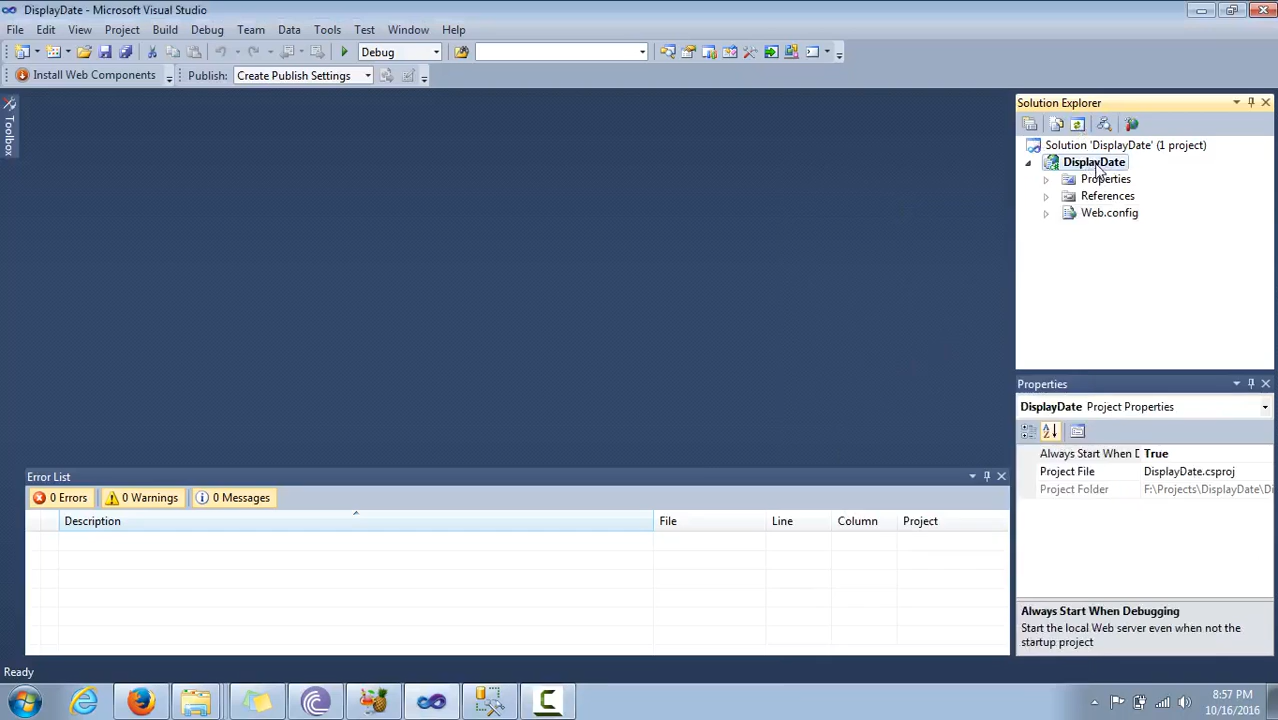 DisplayDate - Microsoft Visual Studio
File Edit View Project Build Debug Team Data Tools Test Window Help
Debug
Install Web Components Publish: Create Publish Settings
Toolbox
Solution Explorer
Solution 'DisplayDate' (1 project)
DisplayDate
Properties
References
Web.config
Properties
DisplayDate Project Properties
Always Start When D True
Project File DisplayDate.csproj
Project Folder F:\Projects\DisplayDate\Di
Always Start When Debugging
Start the local Web server even when not the
startup project
Error List
0 Errors 0 Warnings 0 Messages
Description File Line Column Project
Ready
8:57 PM
10/16/2016